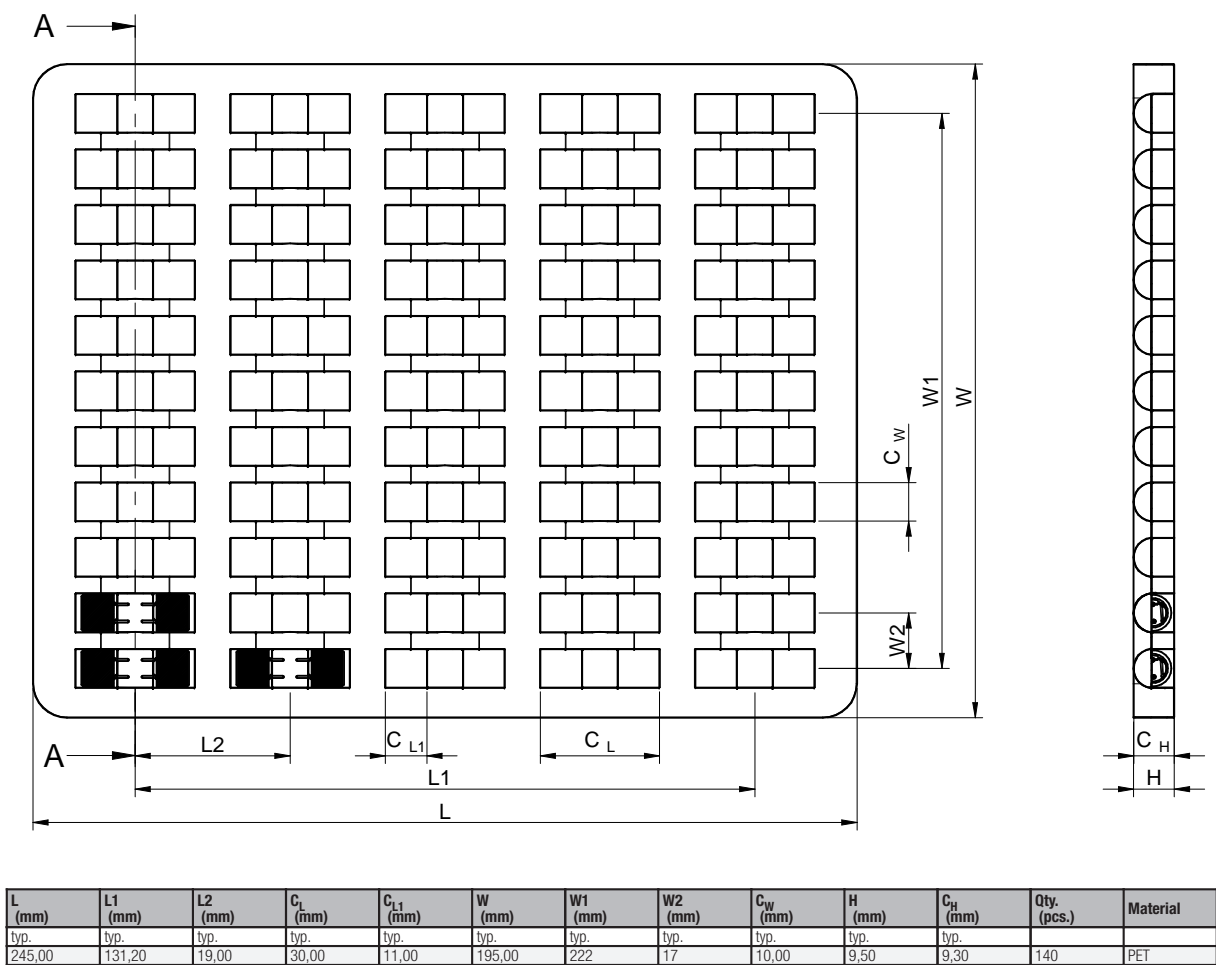 A
W1
W
C W
W2
A
L2
C L1
C L
C H
L1
H
L
L (mm) L1 (mm) L2 (mm) CL (mm) CL1 (mm) W (mm) W1 (mm) W2 (mm) CW (mm) H (mm) CH (mm) Qty. (pcs.) Material
typ. typ. typ. typ. typ. typ. typ. typ. typ. typ. typ.
245,00 131,20 19,00 30,00 11,00 195,00 222 17 10,00 9,50 9,30 140 PET